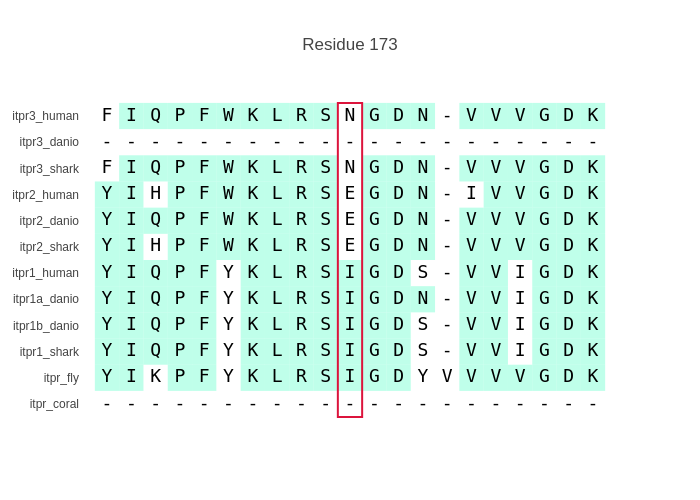 Residue 173
itpr3_human F I Q P F W K L R S N G D N - V V V G D K
itpr3_danio - - - - - - - - - - - - - - - - - - - - -
itpr3_shark F I Q P F W K L R S N G D N - V V V G D K
itpr2_human Y I H P F W K L R S E G D N - I V V G D K
itpr2_danio Y I Q P F W K L R S E G D N - V V V G D K
itpr2_shark Y I H P F W K L R S E G D N - V V V G D K
itpr1_human Y I Q P F Y K L R S I G D S - V V I G D K
itpr1a_danio Y I Q P F Y K L R S I G D N - V V I G D K
itpr1b_danio Y I Q P F Y K L R S I G D S - V V I G D K
itpr1_shark Y I Q P F Y K L R S I G D S - V V I G D K
itpr_fly Y I K P F Y K L R S I G D Y V V V V G D K
itpr_coral - - - - - - - - - - - - - - - - - - - - -